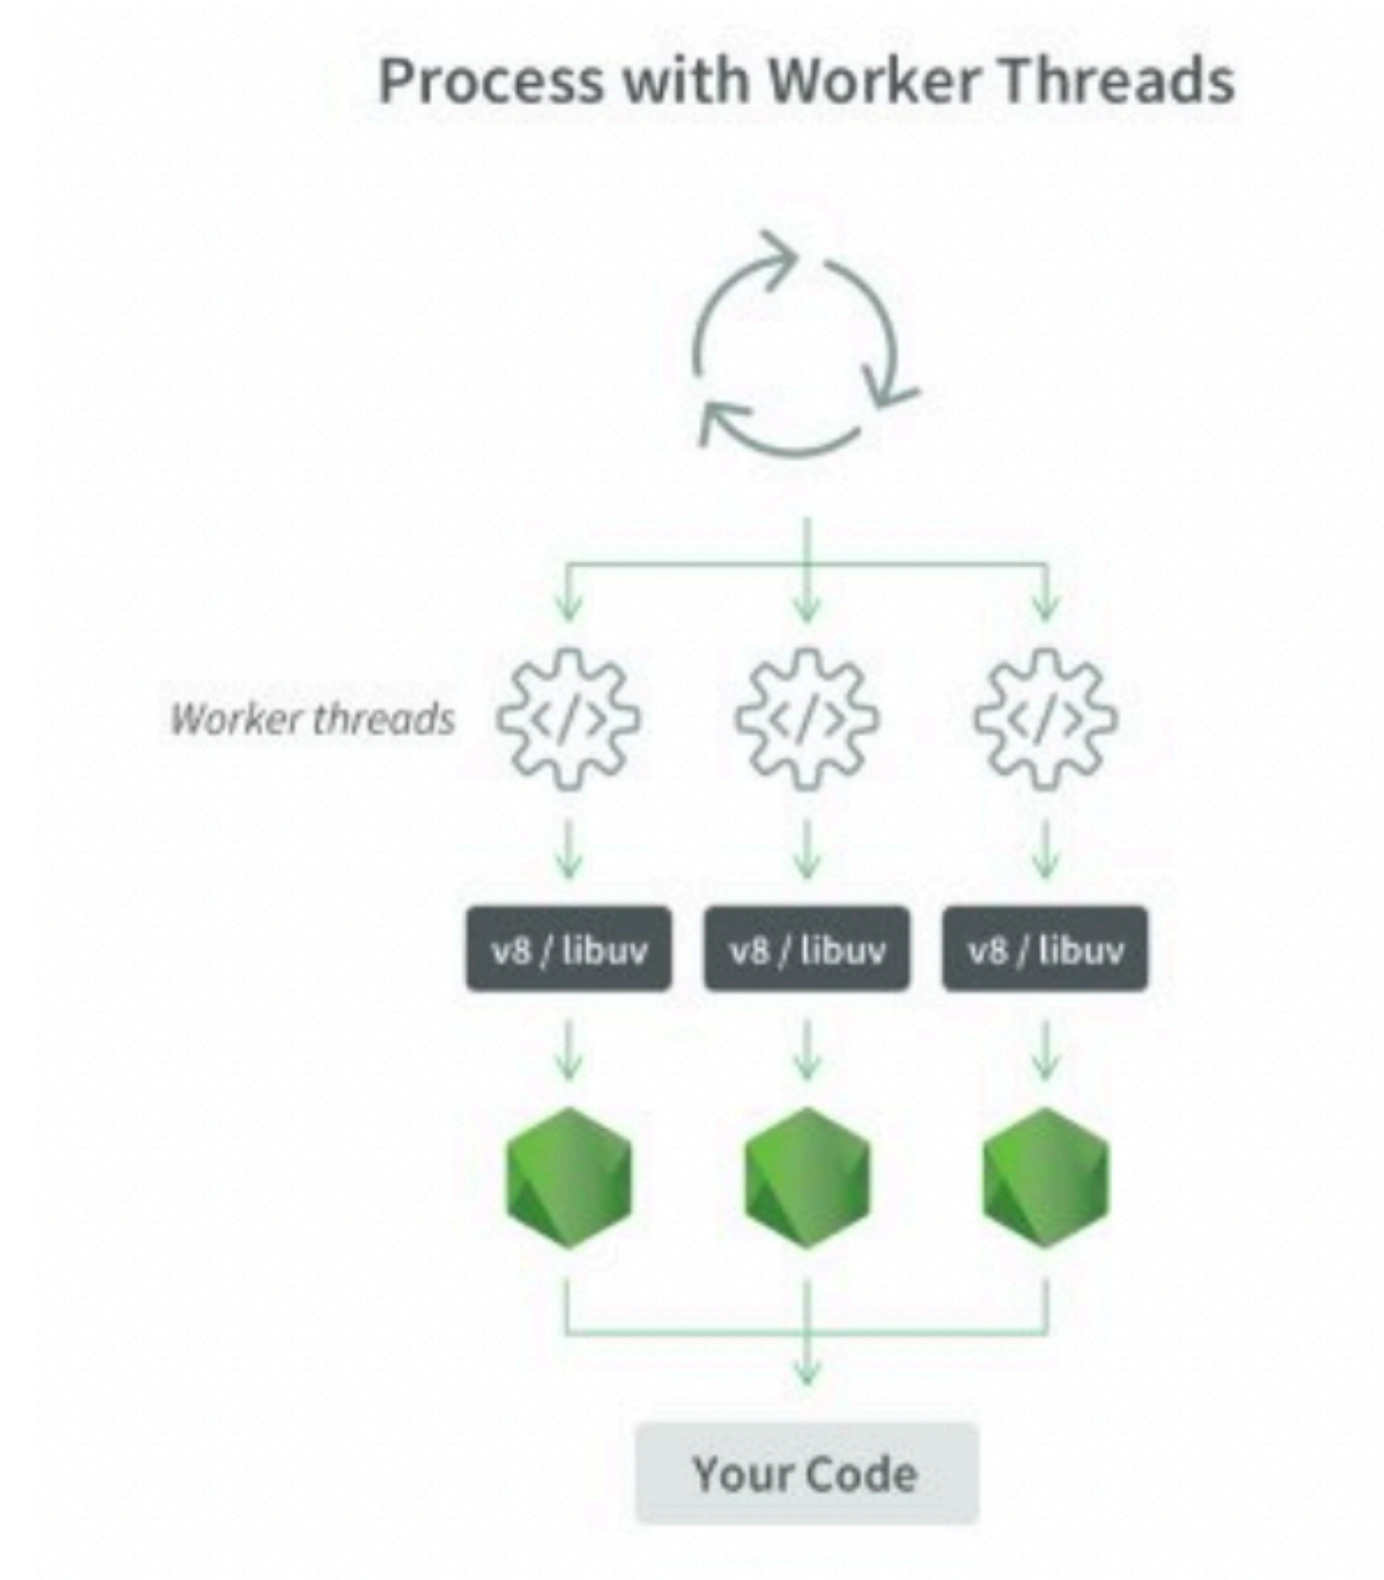 Process with Worker Threads
Worker threads
</>
</>
</>
v8 / libuv
v8 / libuv
v8 / libuv
Your Code